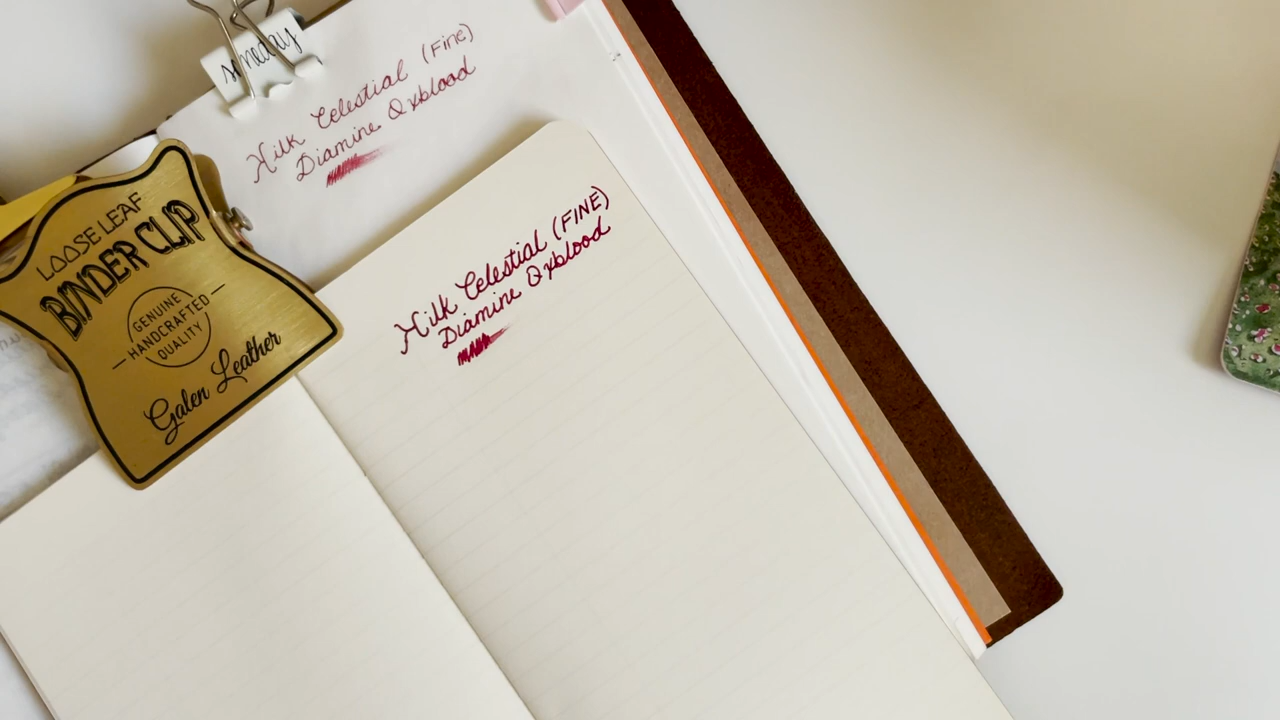 someday
Hilk Celestial (Fine)
Diamine Oxblood
LOOSE LEAF
BINDER CLIP
GENUINE
HANDCRAFTED
QUALITY
Galen Leather
Hilk Celestial (FINE)
Diamine Oxblood